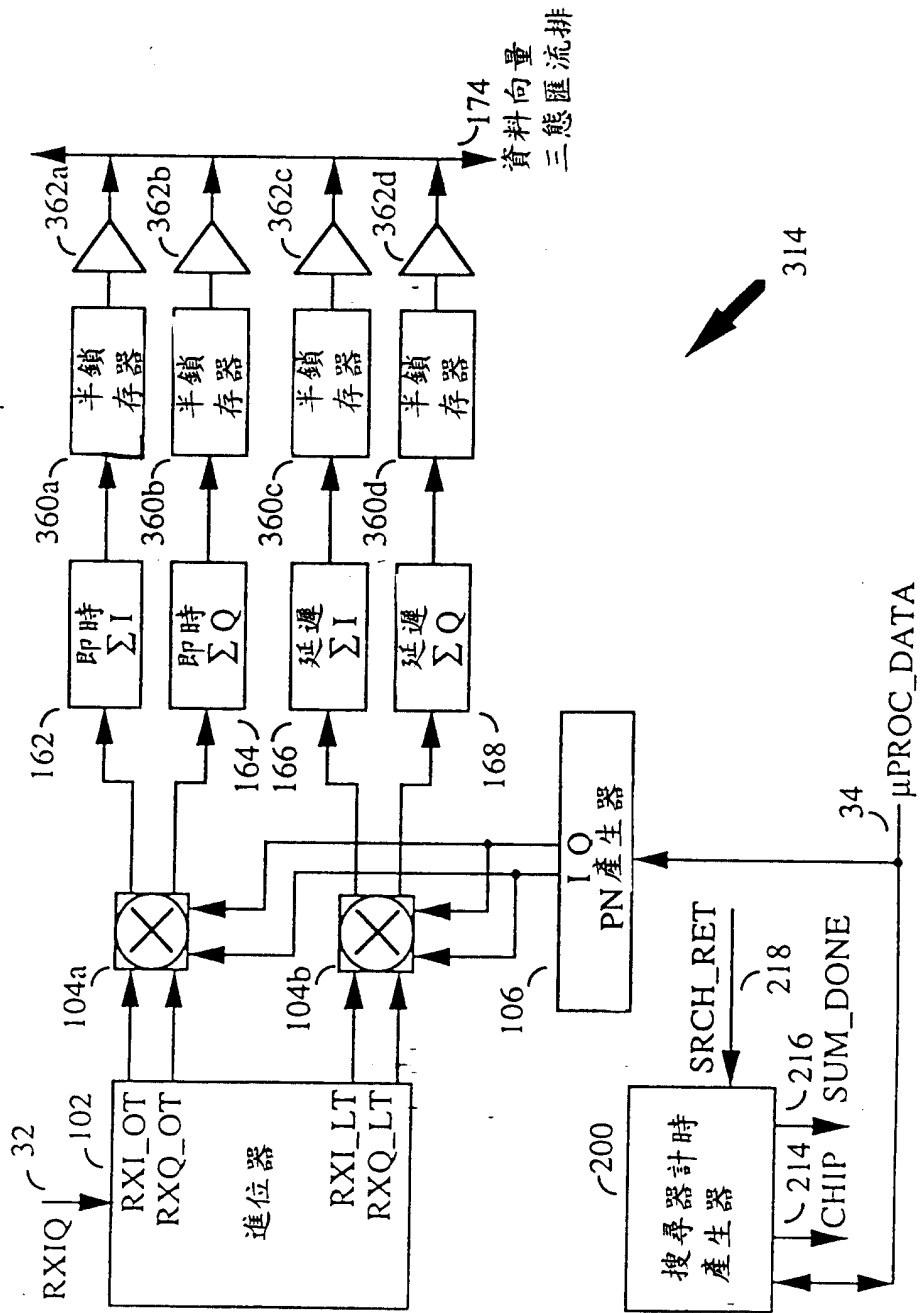 RXIQ
32
102
RXI_OT
RXQ_OT
進位器
RXI_LT
RXQ_LT
104a
104b
162
即時
ΣI
164
即時
ΣQ
166
延遲
ΣI
168
延遲
ΣQ
360a
半鎖
存器
360b
半鎖
存器
360c
半鎖
存器
360d
半鎖
存器
362a
362b
362c
362d
174
資料向量
三態匯流排
106
I Q
PN產生器
200
搜尋器計時
產生器
SRCH_RET
218
214
CHIP
216
SUM_DONE
34
μPROC_DATA
314